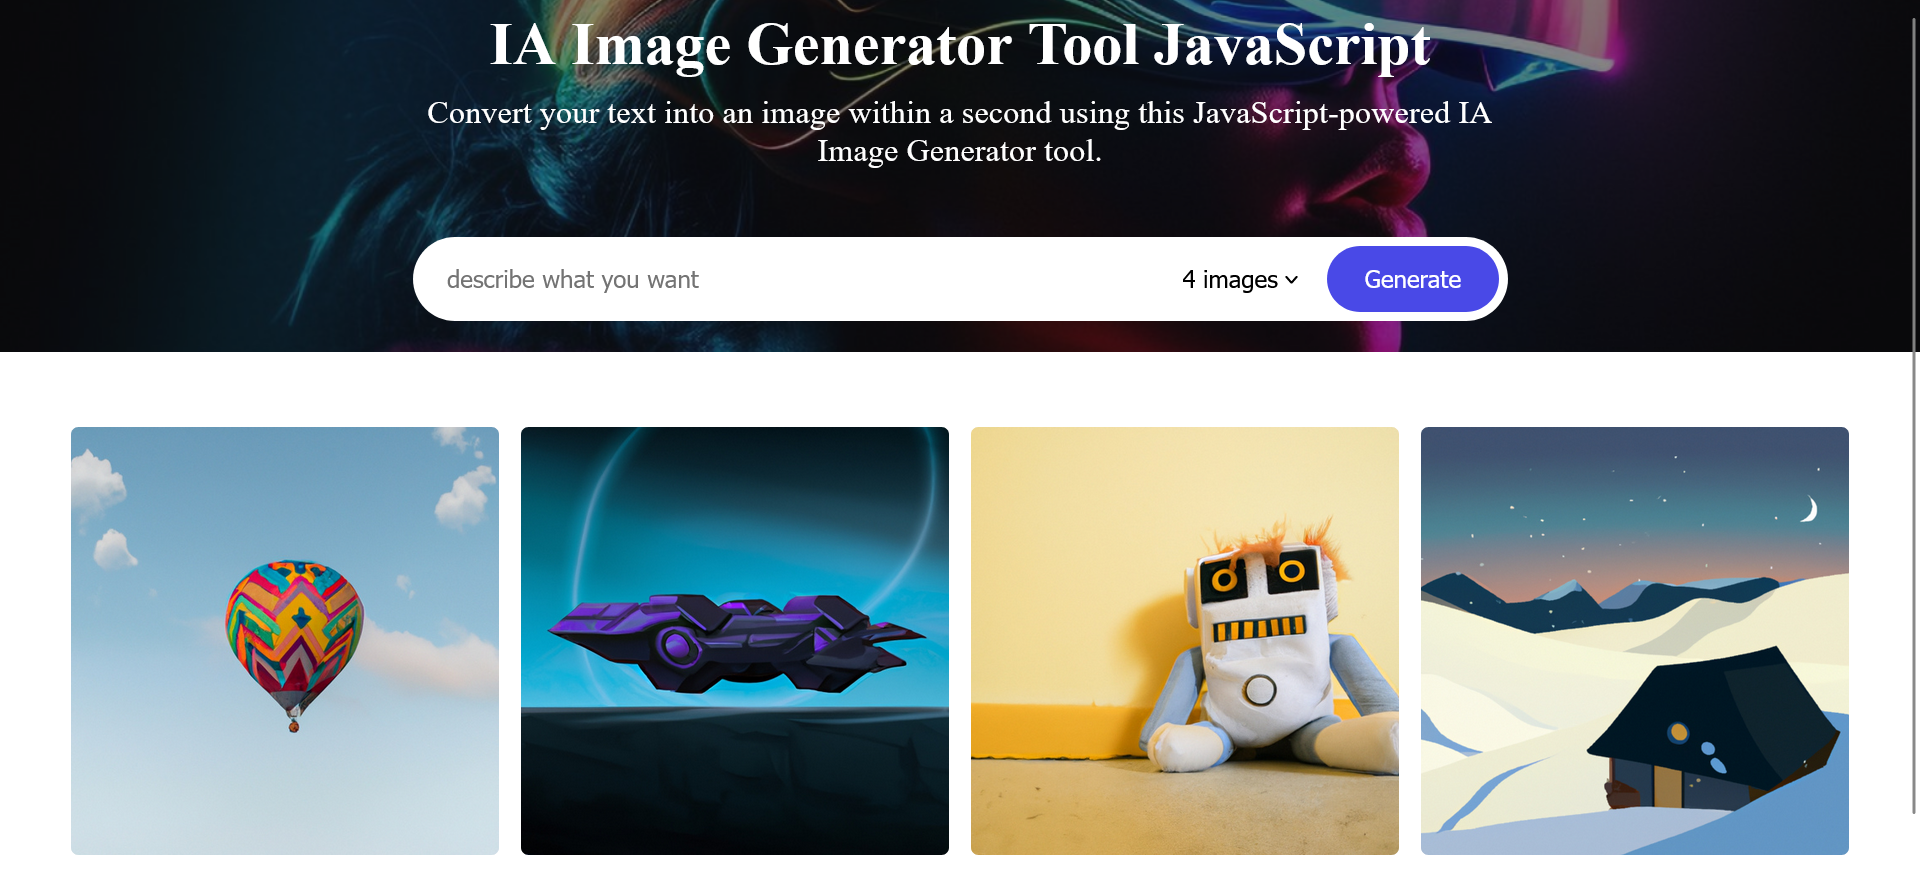 IA Image Generator Tool JavaScript
Convert your text into an image within a second using this JavaScript-powered IA
Image Generator tool.
describe what you want
4 images
Generate